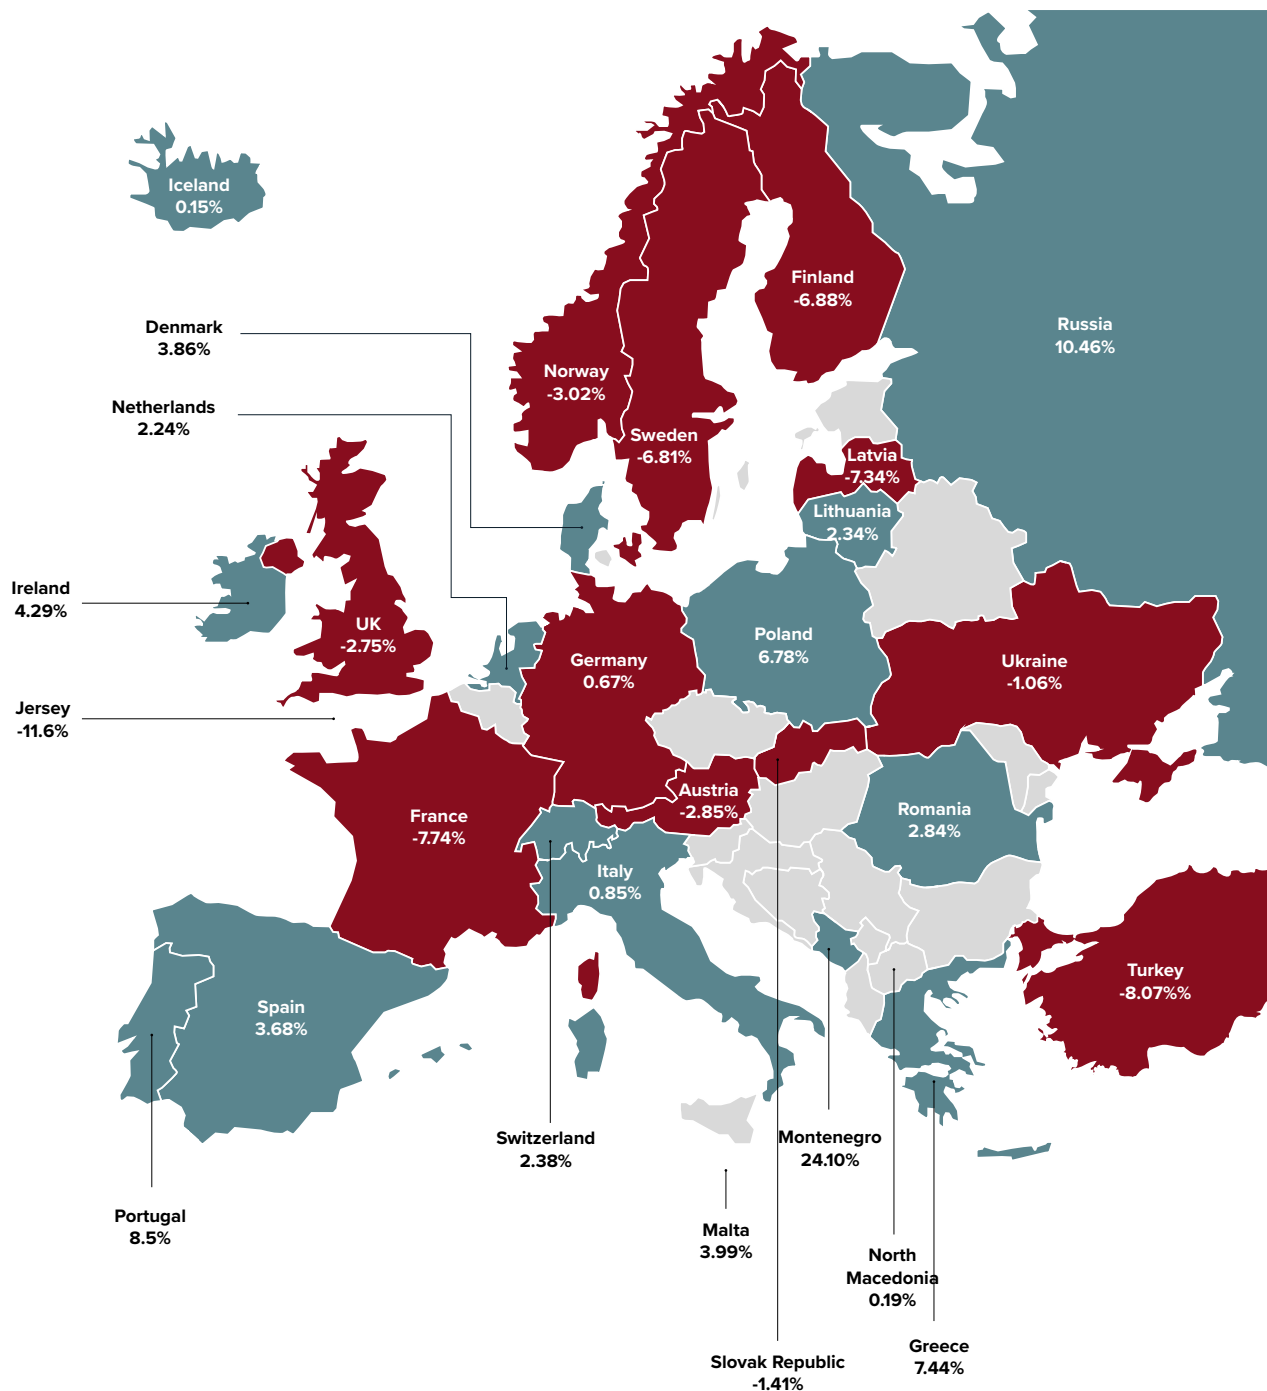 Iceland
0.15%
Finland
-6.88%
Russia
10.46%
Denmark
3.86%
Norway
-3.02%
Netherlands
2.24%
Sweden
-6.81%
Latvia
-7.34%
Lithuania
2.34%
Ireland
4.29%
UK
-2.75%
Poland
6.78%
Germany
0.67%
Ukraine
-1.06%
Jersey
-11.6%
Austria
-2.85%
France
-7.74%
Romania
2.84%
Italy
0.85%
Turkey
-8.07%%
Spain
3.68%
Switzerland
2.38%
Montenegro
24.10%
Portugal
8.5%
Malta
3.99%
North
Macedonia
0.19%
Greece
7.44%
Slovak Republic
-1.41%